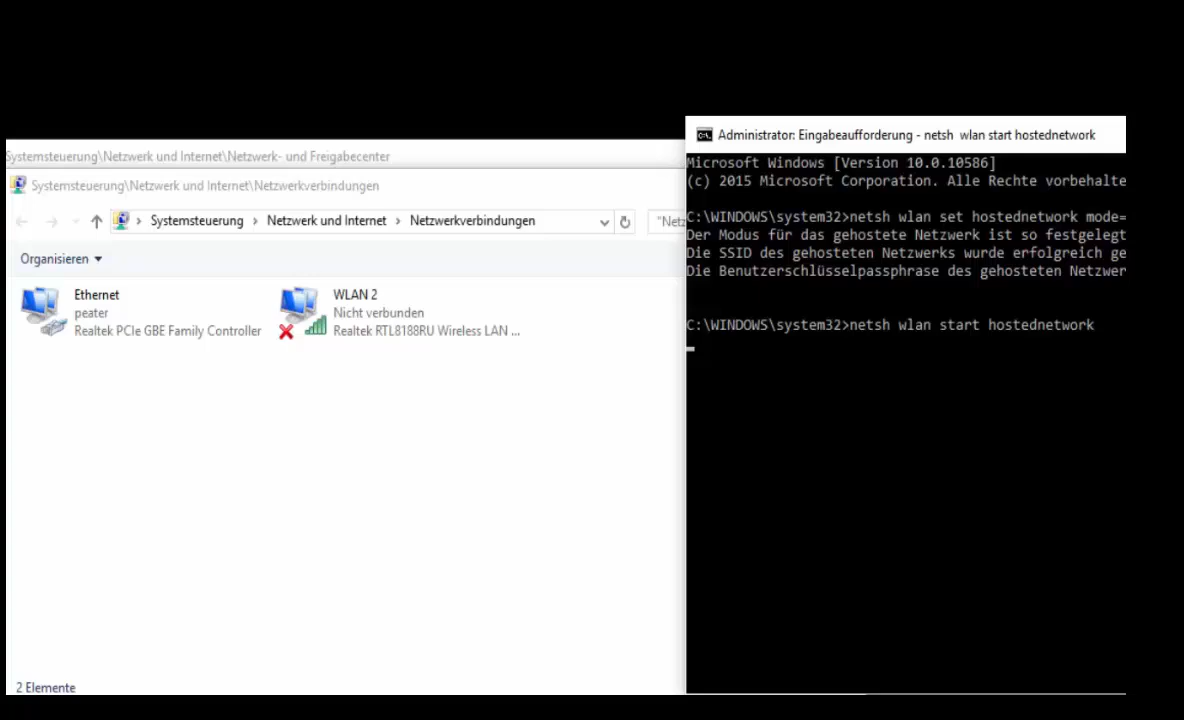 Systemsteuerung\Netzwerk und Internet\Netzwerk- und Freigabecenter
Systemsteuerung\Netzwerk und Internet\Netzwerkverbindungen
Systemsteuerung > Netzwerk und Internet > Netzwerkverbindungen
"Netz
Organisieren
Ethernet
peater
Realtek PCIe GBE Family Controller
WLAN 2
Nicht verbunden
Realtek RTL8188RU Wireless LAN ...
2 Elemente
Administrator: Eingabeaufforderung - netsh wlan start hostednetwork
Microsoft Windows [Version 10.0.10586]
(c) 2015 Microsoft Corporation. Alle Rechte vorbehalte
C:\WINDOWS\system32>netsh wlan set hostednetwork mode=
Der Modus für das gehostete Netzwerk ist so festgelegt
Die SSID des gehosteten Netzwerks wurde erfolgreich ge
Die Benutzerschlüsselpassphrase des gehosteten Netzwer
C:\WINDOWS\system32>netsh wlan start hostednetwork